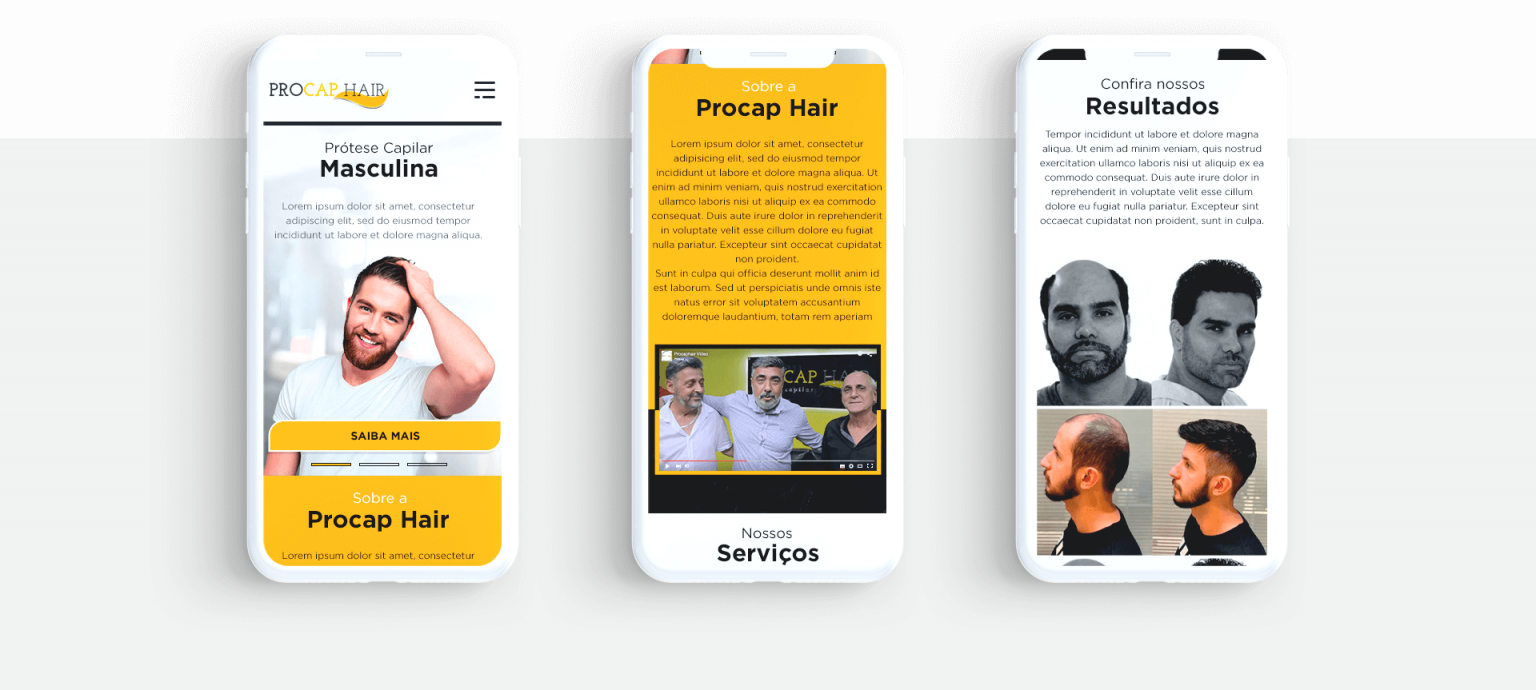 PROCAP HAIR
Prótese Capilar
Masculina
Lorem ipsum dolor sit amet, consectetur
adipiscing elit, sed do eiusmod tempor
incididunt ut labore et dolore magna aliqua.
SAIBA MAIS
Sobre a
Procap Hair
Lorem ipsum dolor sit amet, consectetur
Sobre a
Procap Hair
Lorem ipsum dolor sit amet, consectetur
adipisicing elit, sed do eiusmod tempor
incididunt ut labore et dolore magna aliqua. Ut
enim ad minim veniam, quis nostrud exercitation
ullamco laboris nisi ut aliquip ex ea commodo
consequat. Duis aute irure dolor in reprehenderit
in voluptate velit esse cillum dolore eu fugiat
nulla pariatur. Excepteur sint occaecat cupidatat
non proident.
Sunt in culpa qui officia deserunt mollit anim id
est laborum. Sed ut perspiciatis unde omnis iste
natus error sit voluptatem accusantium
doloremque laudantium, totam rem aperiam
CAP HAIR
capilar
Nossos
Serviços
Confira nossos
Resultados
Tempor incididunt ut labore et dolore magna
aliqua. Ut enim ad minim veniam, quis nostrud
exercitation ullamco laboris nisi ut aliquip ex ea
commodo consequat. Duis aute irure dolor in
reprehenderit in voluptate velit esse cillum
dolore eu fugiat nulla pariatur. Excepteur sint
occaecat cupidatat non proident, sunt in culpa.